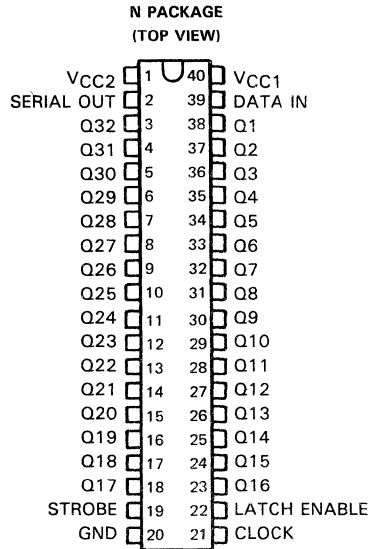 N PACKAGE
(TOP VIEW)
VCC2 1 40 VCC1
SERIAL OUT 2 39 DATA IN
Q32 3 38 Q1
Q31 4 37 Q2
Q30 5 36 Q3
Q29 6 35 Q4
Q28 7 34 Q5
Q27 8 33 Q6
Q26 9 32 Q7
Q25 10 31 Q8
Q24 11 30 Q9
Q23 12 29 Q10
Q22 13 28 Q11
Q21 14 27 Q12
Q20 15 26 Q13
Q19 16 25 Q14
Q18 17 24 Q15
Q17 18 23 Q16
STROBE 19 22 LATCH ENABLE
GND 20 21 CLOCK